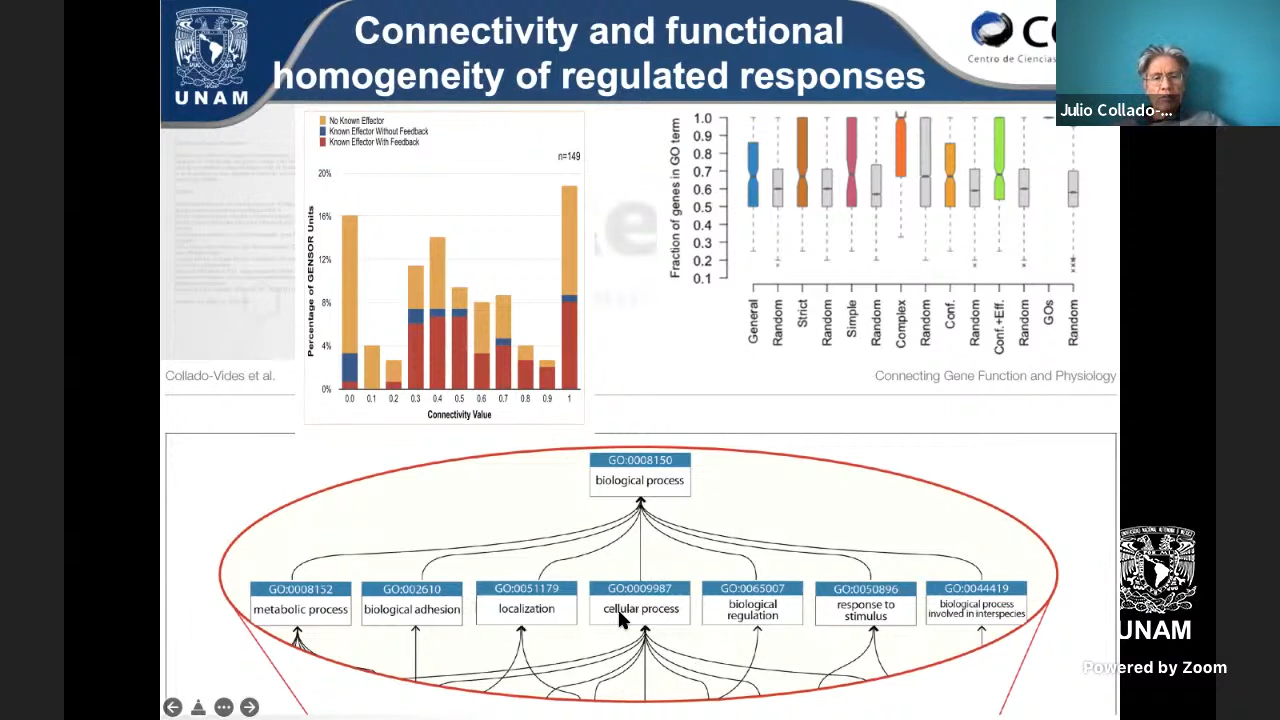 Connectivity and functional
homogeneity of regulated responses
UNAM
Centro de Ciencias
Julio Collado-...
No Known Effector
Known Effector Without Feedback
Known Effector With Feedback
n=149
Percentage of GENSOR Units
20%
16%
12%
8%
4%
0%
0.0 0.1 0.2 0.3 0.4 0.5 0.6 0.7 0.8 0.9 1
Connectivity Value
Fraction of genes in GO term
1.0
0.9
0.8
0.7
0.6
0.5
0.4
0.3
0.2
0.1
General
Random
Strict
Random
Simple
Random
Complex
Random
Conf.
Random
Conf.+Eff.
Random
GOs
Random
Collado-Vides et al.
Connecting Gene Function and Physiology
GO:0008150
biological process
GO:0008152
metabolic process
GO:002610
biological adhesion
GO:0051179
localization
GO:0009987
cellular process
GO:0065007
biological
regulation
GO:0050896
response to
stimulus
GO:0044419
biological process
involved in interspecies
UNAM
Powered by Zoom